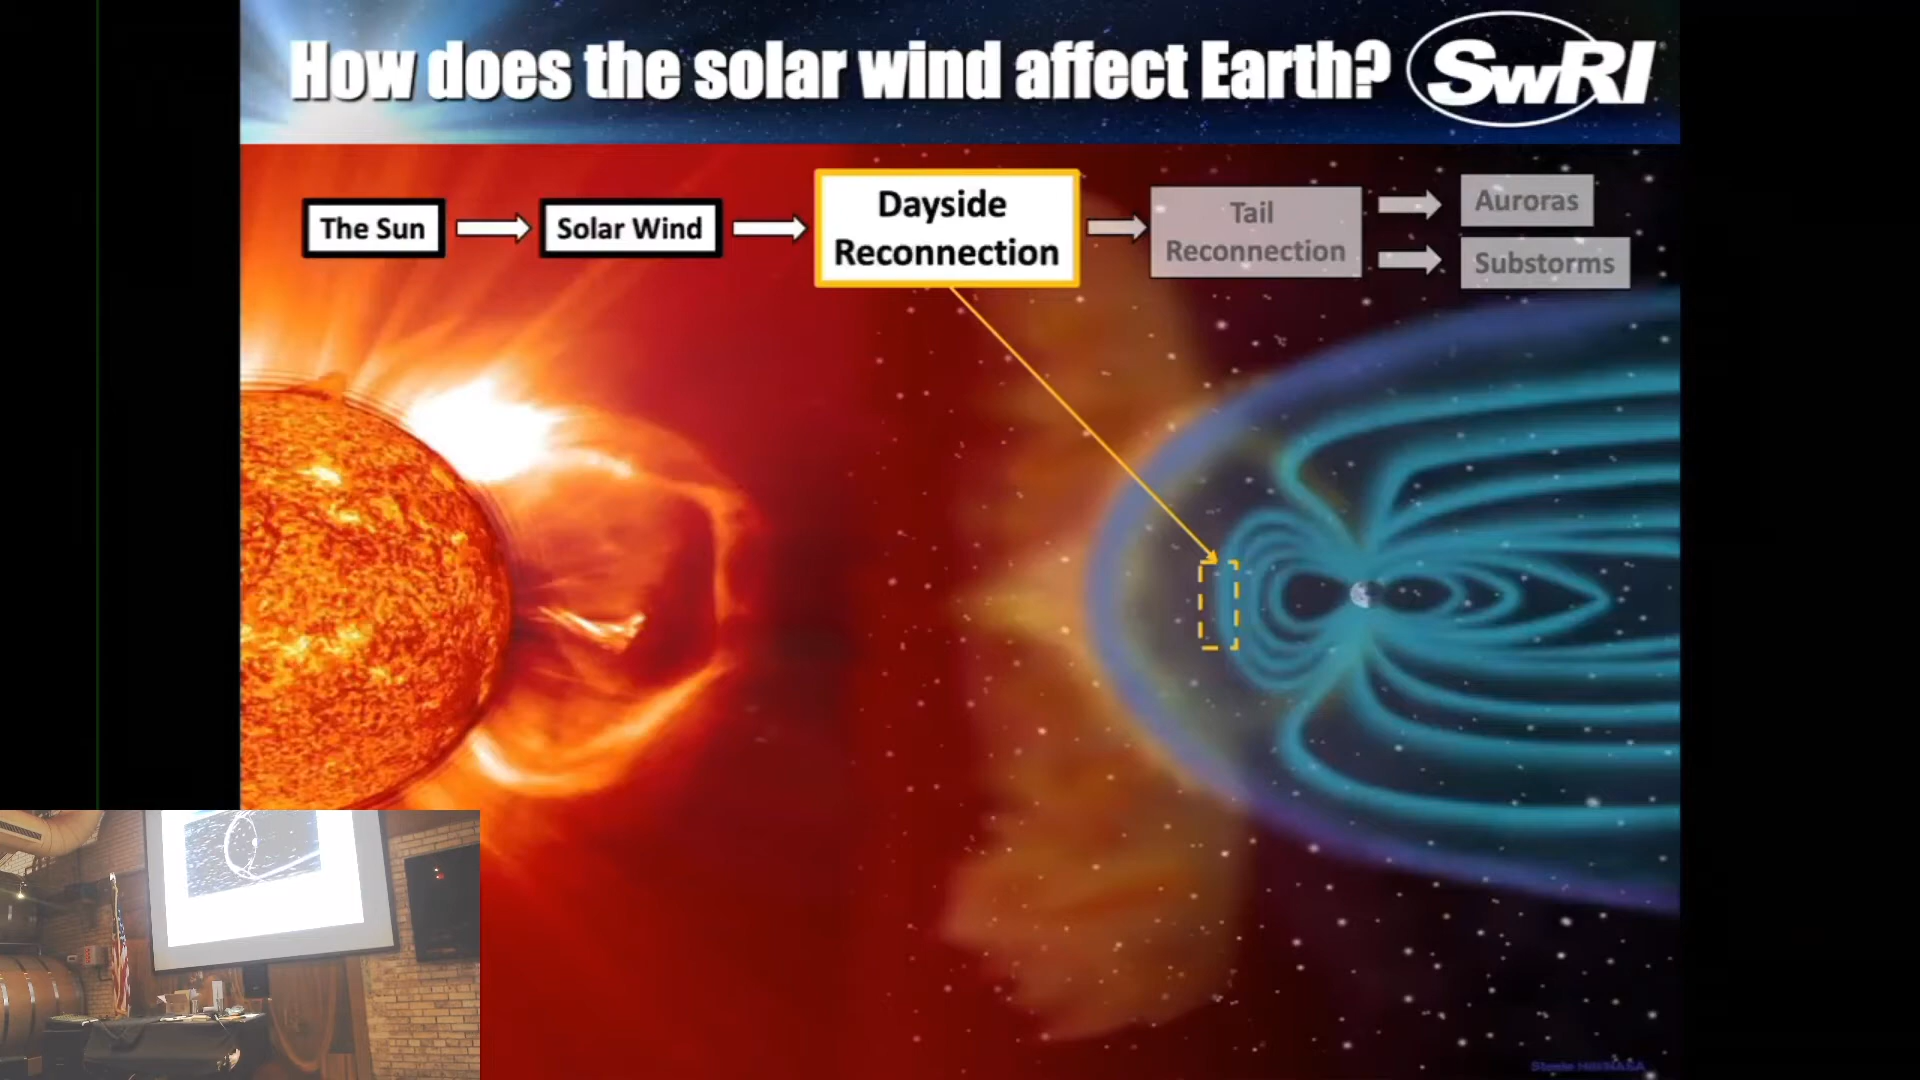 How does the solar wind affect Earth?
SwRI
The Sun
Solar Wind
Dayside
Reconnection
Tail
Reconnection
Auroras
Substorms